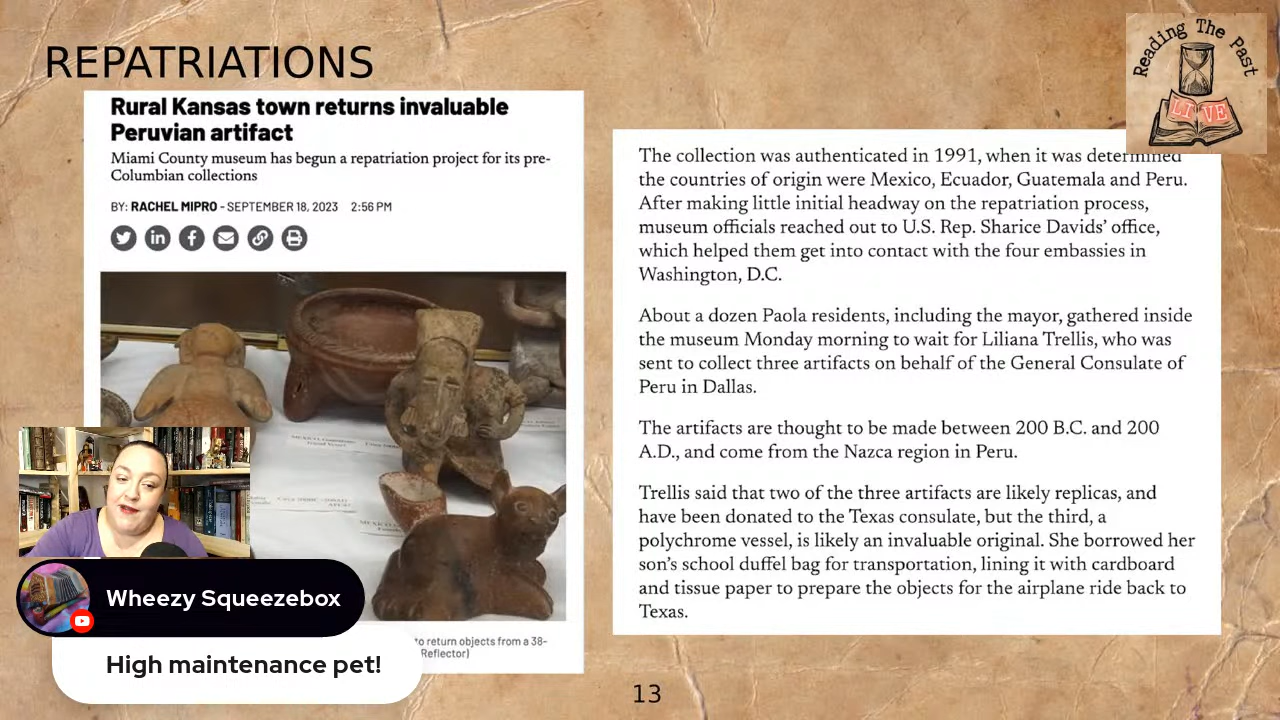 REPATRIATIONS
Reading The Past
LIVE
Rural Kansas town returns invaluable
Peruvian artifact
Miami County museum has begun a repatriation project for its pre-
Columbian collections
BY: RACHEL MIPRO - SEPTEMBER 18, 2023 2:56 PM
to return objects from a 38-
Reflector)
The collection was authenticated in 1991, when it was determined
the countries of origin were Mexico, Ecuador, Guatemala and Peru.
After making little initial headway on the repatriation process,
museum officials reached out to U.S. Rep. Sharice Davids’ office,
which helped them get into contact with the four embassies in
Washington, D.C.
About a dozen Paola residents, including the mayor, gathered inside
the museum Monday morning to wait for Liliana Trellis, who was
sent to collect three artifacts on behalf of the General Consulate of
Peru in Dallas.
The artifacts are thought to be made between 200 B.C. and 200
A.D., and come from the Nazca region in Peru.
Trellis said that two of the three artifacts are likely replicas, and
have been donated to the Texas consulate, but the third, a
polychrome vessel, is likely an invaluable original. She borrowed her
son’s school duffel bag for transportation, lining it with cardboard
and tissue paper to prepare the objects for the airplane ride back to
Texas.
Wheezy Squeezebox
High maintenance pet!
13